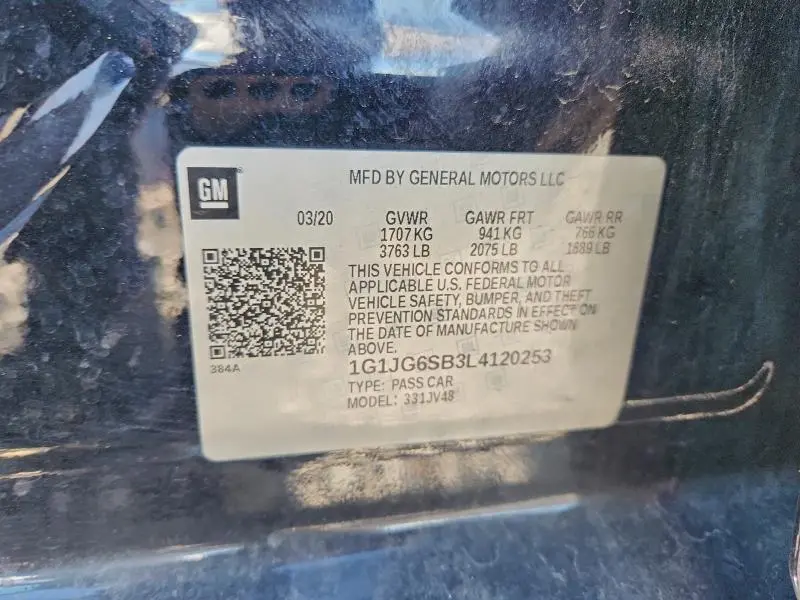 GM
MFD BY GENERAL MOTORS LLC
03/20 GVWR GAWR FRT GAWR RR
1707 KG 941 KG 766 KG
3763 LB 2075 LB 1689 LB
THIS VEHICLE CONFORMS TO ALL
APPLICABLE U.S. FEDERAL MOTOR
VEHICLE SAFETY, BUMPER, AND THEFT
PREVENTION STANDARDS IN EFFECT ON
THE DATE OF MANUFACTURE SHOWN
ABOVE.
384A
1G1JG6SB3L4120253
TYPE: PASS CAR
MODEL: 331JV48